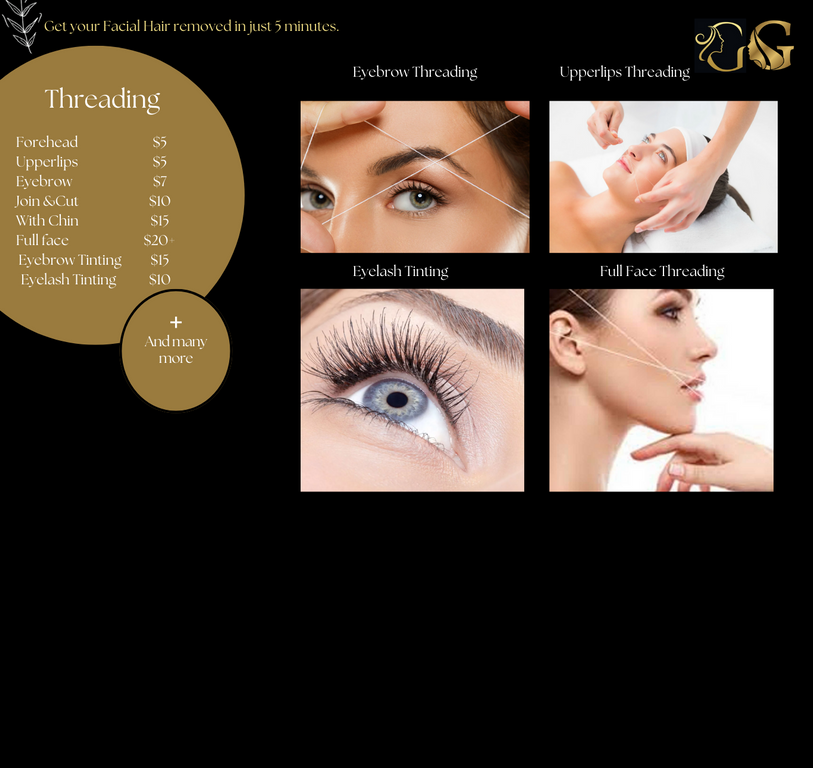 Get your Facial Hair removed in just 5 minutes.
GG
Threading
Forehead $5
Upperlips $5
Eyebrow $7
Join &Cut $10
With Chin $15
Full face $20+
Eyebrow Tinting $15
Eyelash Tinting $10
+
And many
more
Eyebrow Threading
Upperlips Threading
Eyelash Tinting
Full Face Threading